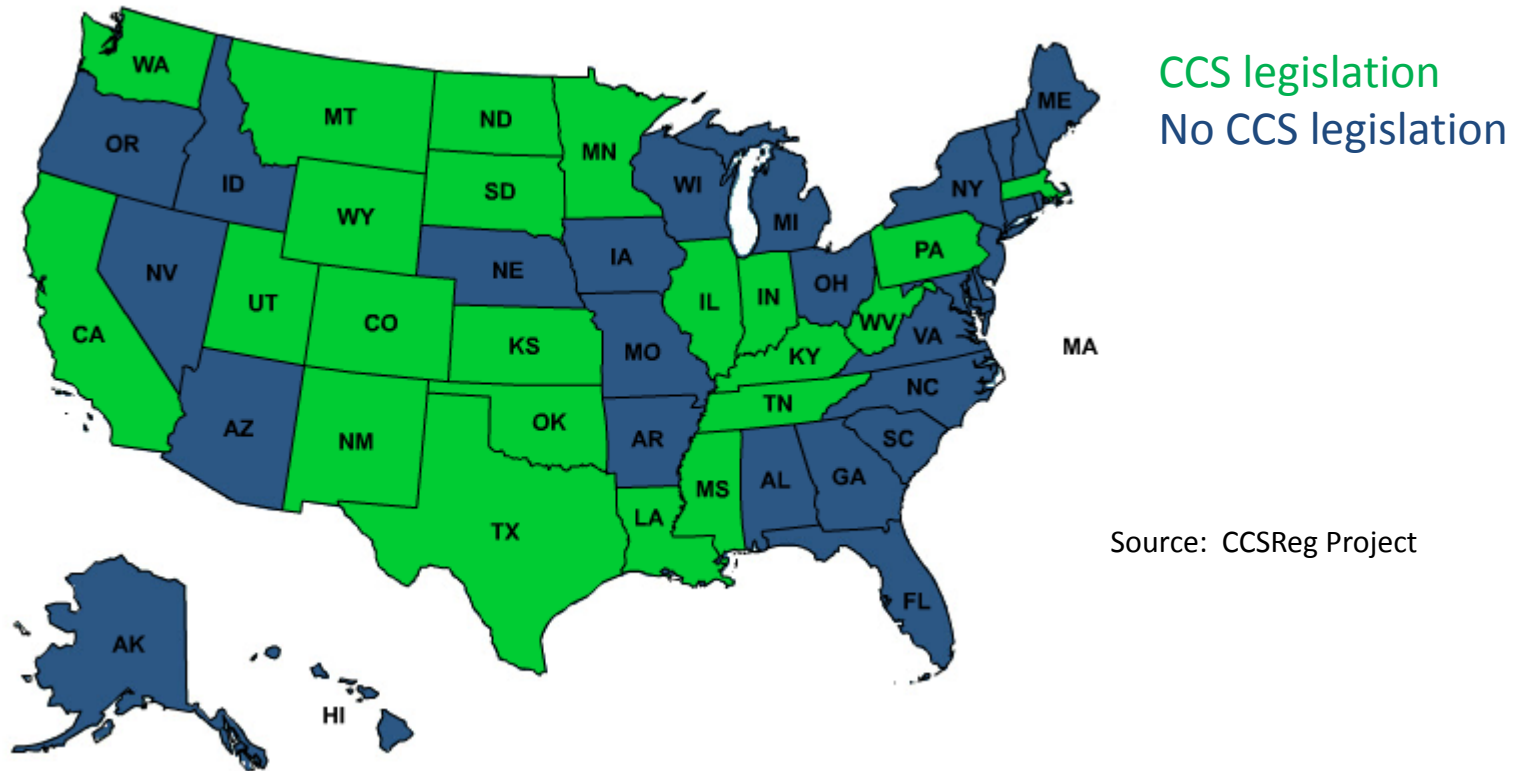 WA
MT
ND
MN
OR
ID
WY
SD
WI
MI
NY
ME
CCS legislation
No CCS legislation
NV
UT
CO
NE
IA
IL
IN
OH
PA
WV
VA
CA
KS
MO
KY
NC
MA
AZ
NM
OK
AR
TN
SC
TX
LA
MS
AL
GA
FL
Source: CCSReg Project
AK
HI